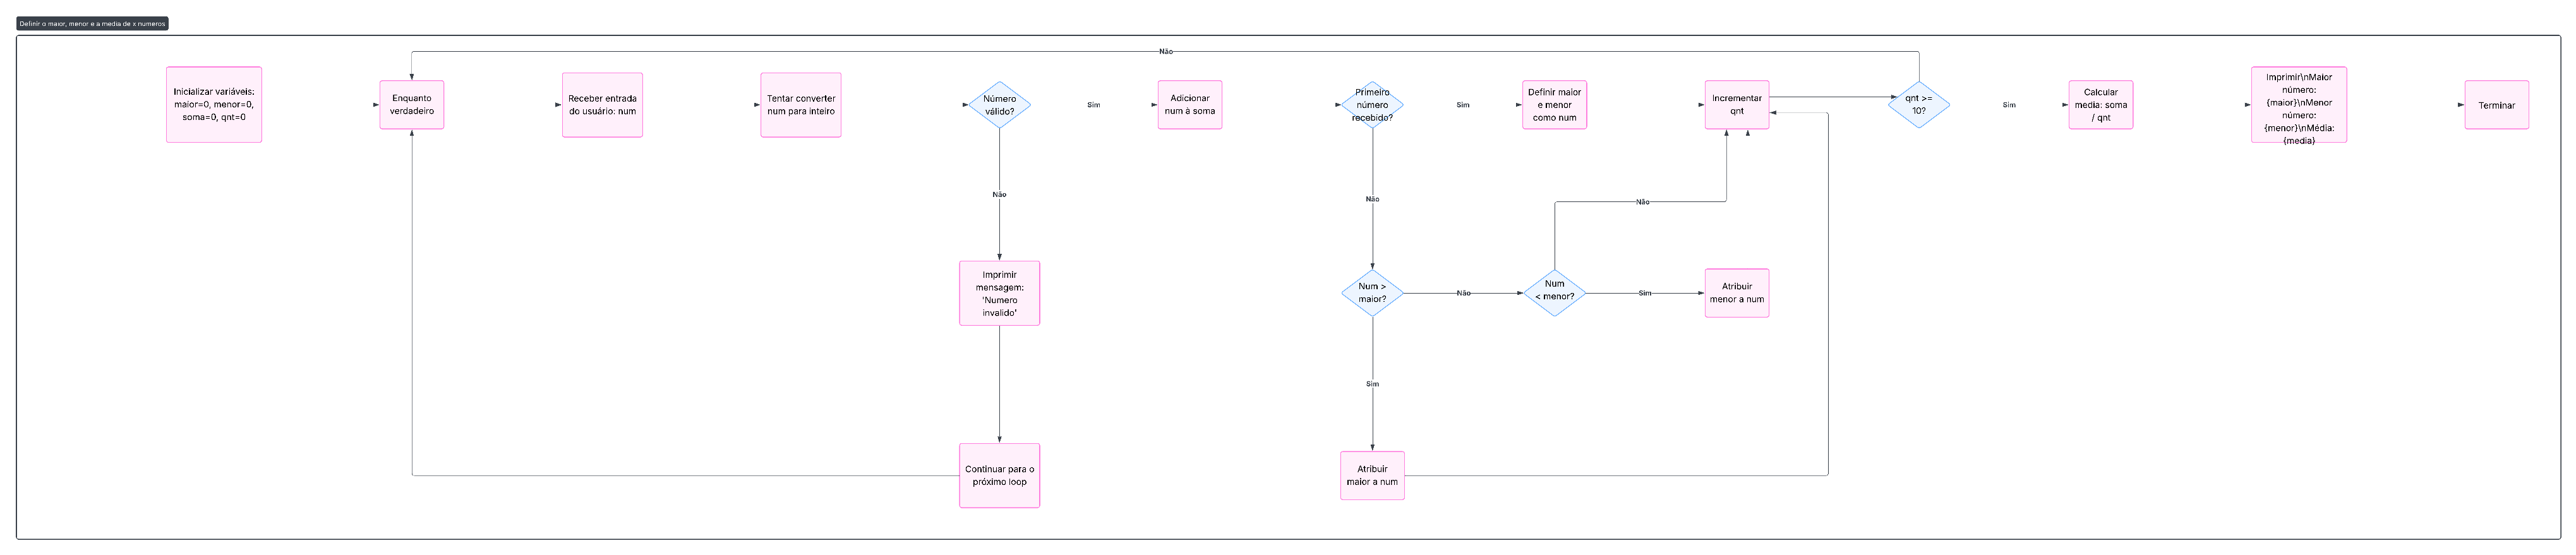 Definir o maior, menor e a media de x numeros
Não
Inicializar variáveis:
maior=0, menor=0,
soma=0, qnt=0
Enquanto
verdadeiro
Receber entrada
do usuário: num
Tentar converter
num para inteiro
Número
válido?
Sim
Adicionar
num à soma
Primeiro
número
recebido?
Sim
Definir maior
e menor
como num
Incrementar
qnt
qnt >=
10?
Sim
Calcular
media: soma
/ qnt
Imprimir\nMaior
número:
{maior}\nMenor
número:
{menor}\nMédia:
{media}
Terminar
Não
Não
Não
Imprimir
mensagem:
'Numero
invalido'
Num >
maior?
Não
Num
< menor?
Sim
Atribuir
menor a num
Sim
Continuar para o
próximo loop
Atribuir
maior a num